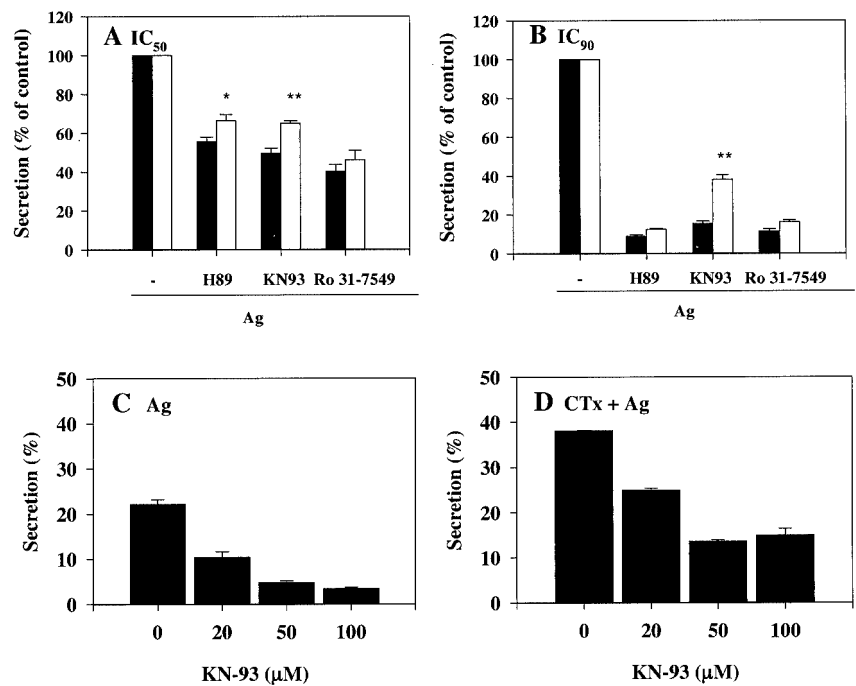 A IC50
Secretion (% of control)
120
100
80
60
40
20
0
*
**
- H89 KN93 Ro 31-7549
Ag
B IC90
Secretion (% of control)
120
100
80
60
40
20
0
**
- H89 KN93 Ro 31-7549
Ag
C Ag
Secretion (%)
50
40
30
20
10
0
0 20 50 100
KN-93 (μM)
D CTx + Ag
Secretion (%)
50
40
30
20
10
0
0 20 50 100
KN-93 (μM)